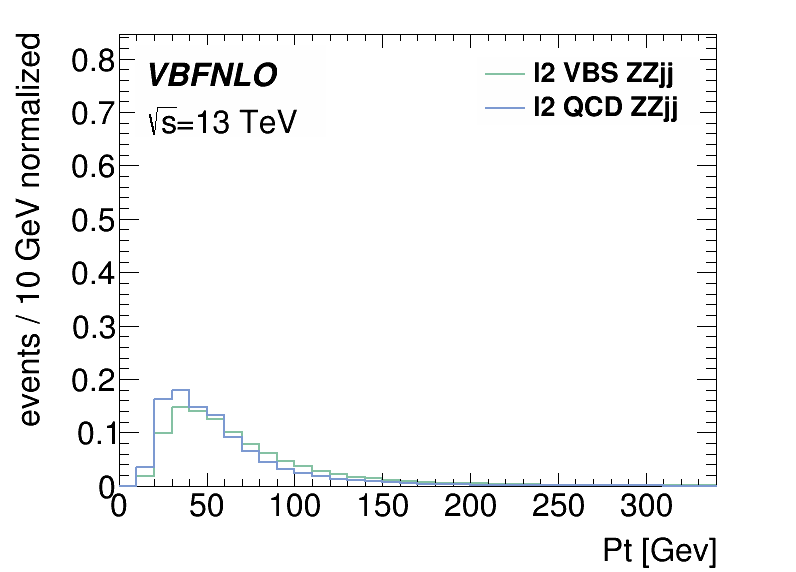 events / 10 GeV normalized
0.8
0.7
0.6
0.5
0.4
0.3
0.2
0.1
0
VBFNLO
√s=13 TeV
l2 VBS ZZjj
l2 QCD ZZjj
0 50 100 150 200 250 300
Pt [Gev]